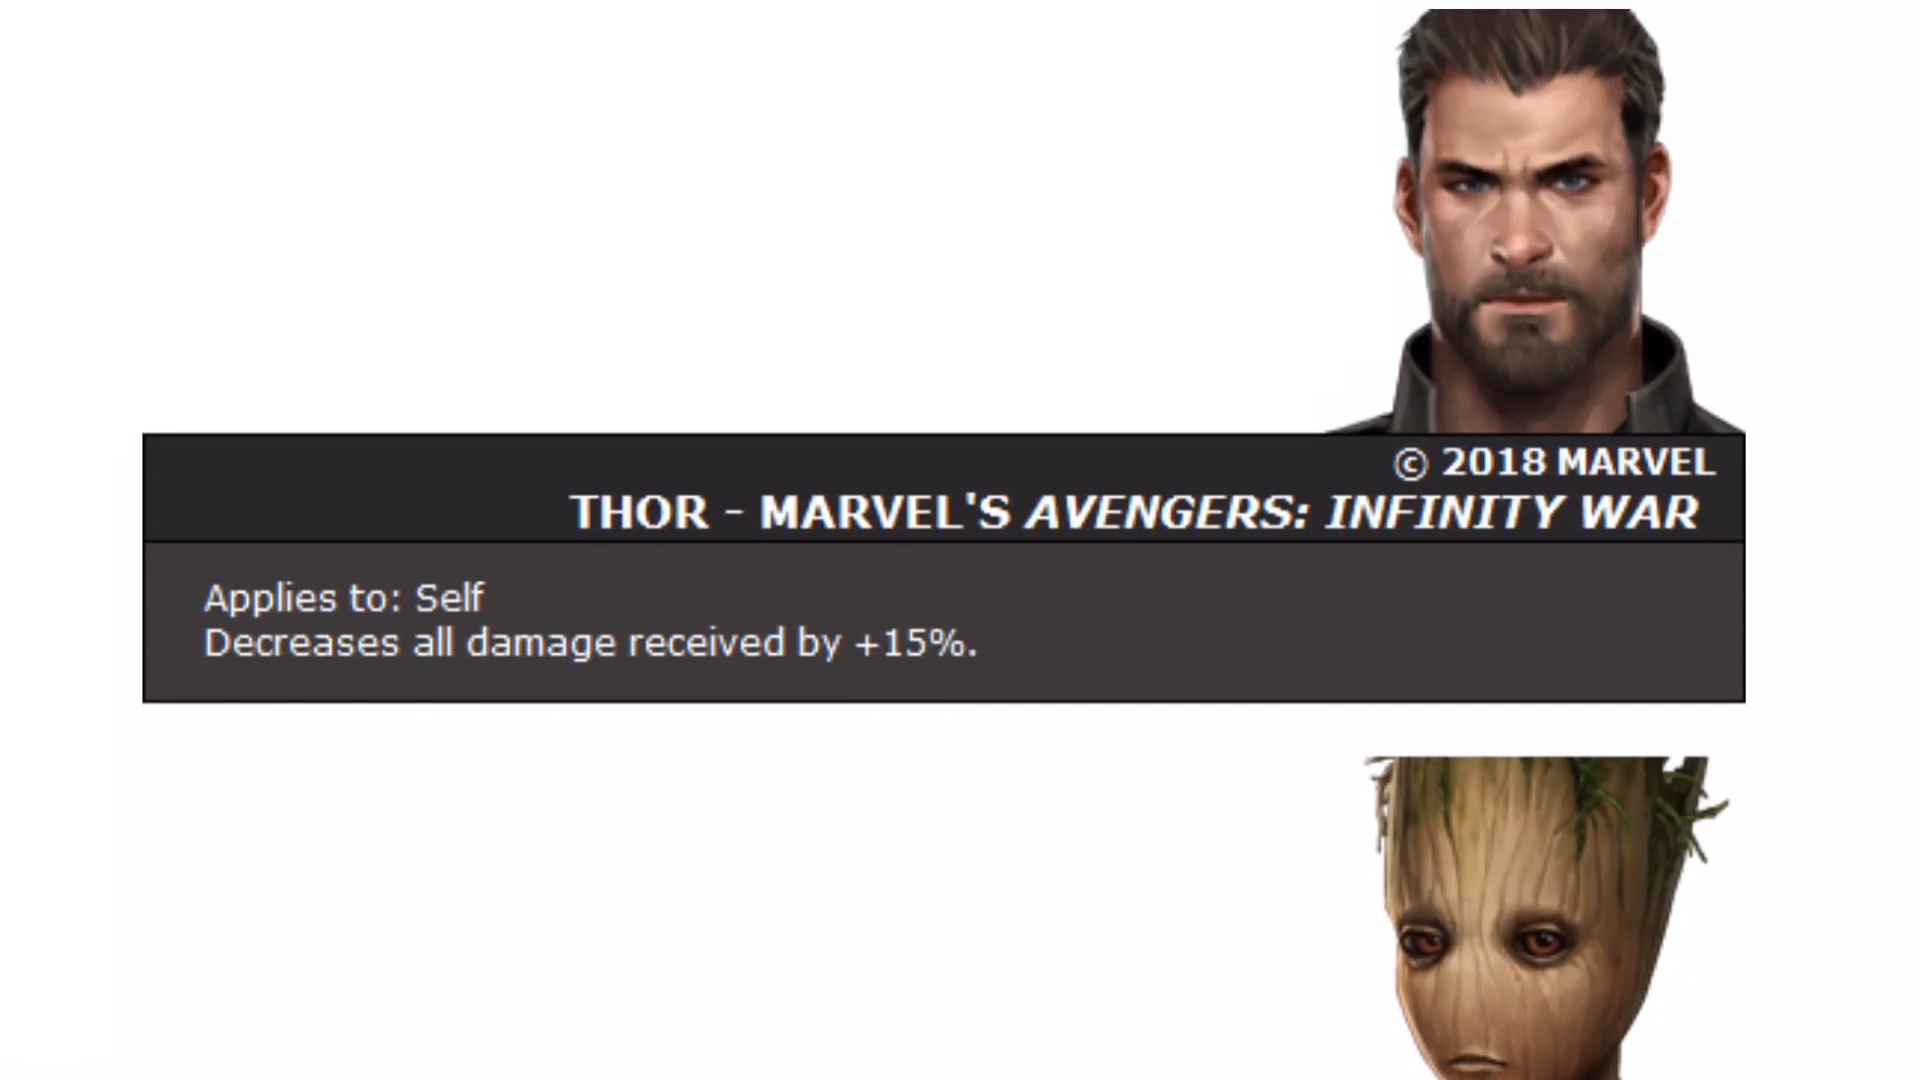 © 2018 MARVEL
THOR - MARVEL'S AVENGERS: INFINITY WAR
Applies to: Self
Decreases all damage received by +15%.